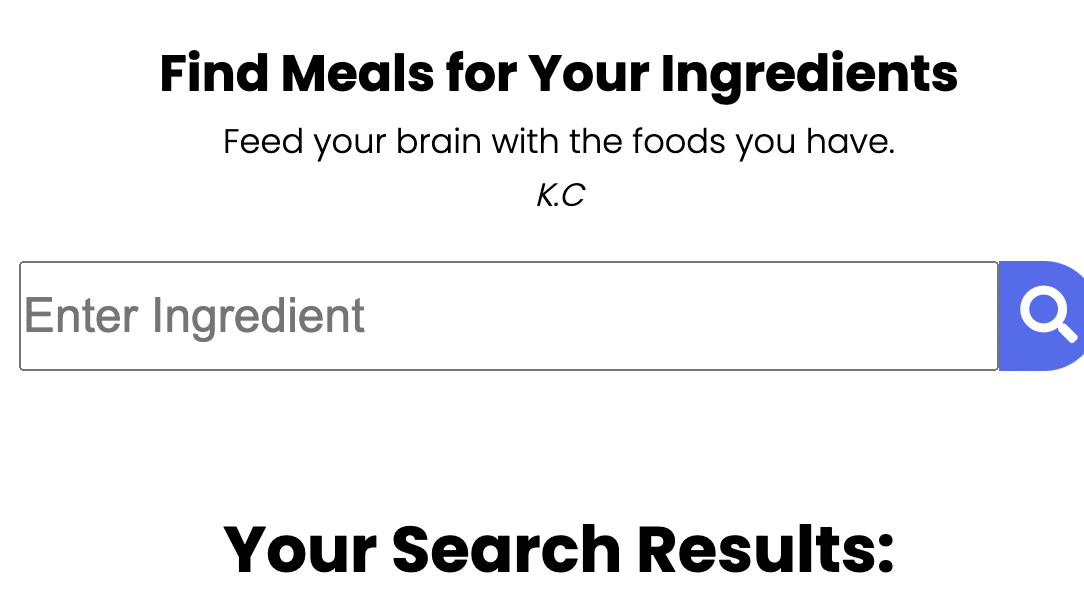 Find Meals for Your Ingredients
Feed your brain with the foods you have.
K.C
Enter Ingredient
Your Search Results: